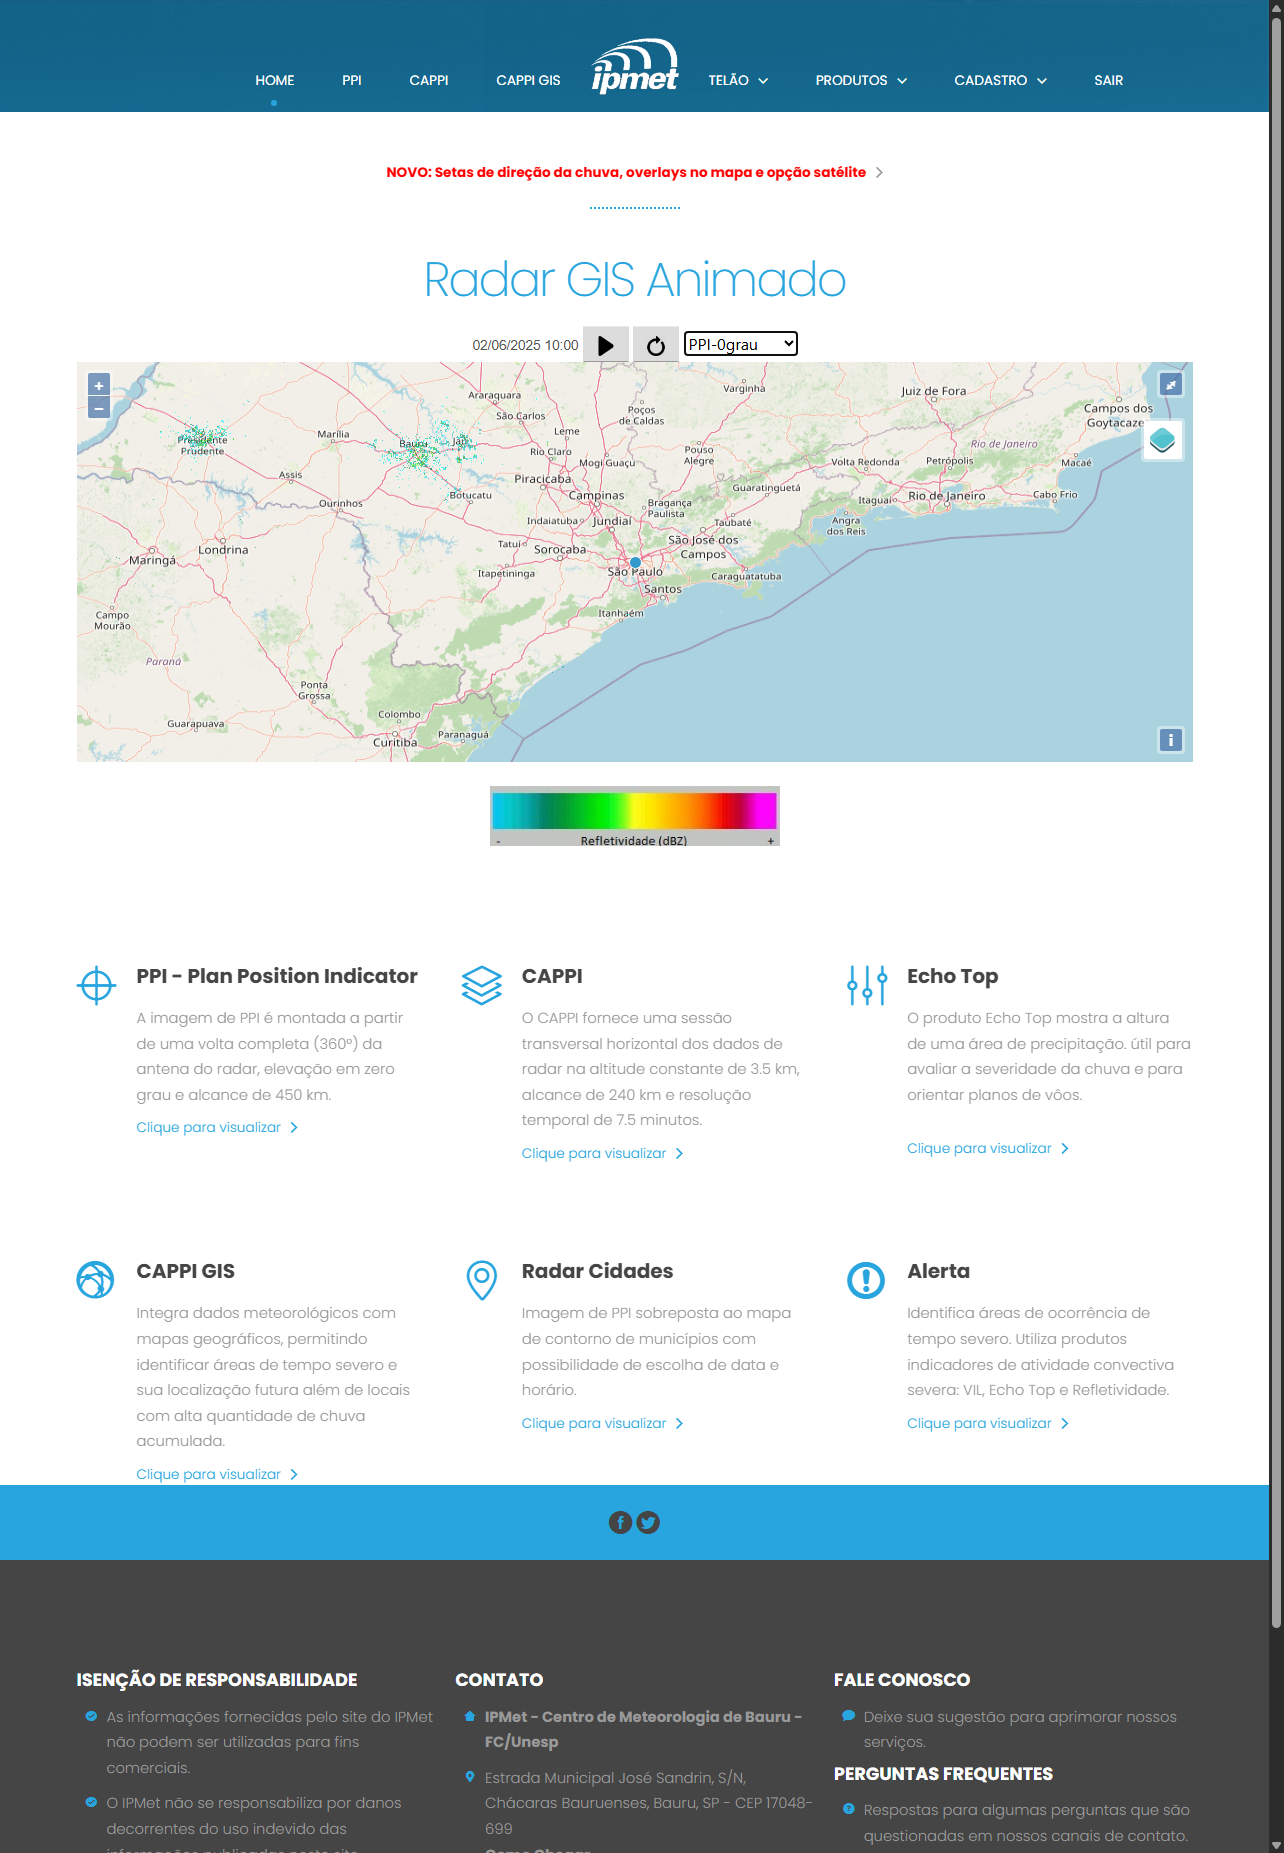 HOME PPI CAPPI CAPPI GIS ipmet TELÃO PRODUTOS CADASTRO SAIR
NOVO: Setas de direção da chuva, overlays no mapa e opção satélite
Radar GIS Animado
02/06/2025 10:00 PPI-0grau
+
−
Araraquara
Varginha
Juiz de Fora
Campos dos
Goytacaze
São Carlos
Poços
de Caldas
Presidente
Prudente
Marília
Bauru
Jaú
Leme
Rio Claro
Mogi Guaçu
Pouso
Alegre
Rio de Janeiro
Volta Redonda
Petrópolis
Macaé
Assis
Piracicaba
Botucatu
Campinas
Guaratinguetá
Itaguaí
Rio de Janeiro
Cabo Frio
Ourinhos
Bragança
Paulista
Indaiatuba
Jundiaí
Taubaté
Angra
dos Reis
Londrina
Maringá
Tatuí
Sorocaba
São José dos
Campos
Itapetininga
São Paulo
Caraguatatuba
Santos
Campo
Mourão
Itanhaém
Paraná
Ponta
Grossa
Guarapuava
Colombo
Curitiba
Paranaguá
i
- Refletividade (dBZ) +
PPI - Plan Position Indicator
A imagem de PPI é montada a partir
de uma volta completa (360º) da
antena do radar, elevação em zero
grau e alcance de 450 km.
Clique para visualizar
CAPPI
O CAPPI fornece uma sessão
transversal horizontal dos dados de
radar na altitude constante de 3.5 km,
alcance de 240 km e resolução
temporal de 7.5 minutos.
Clique para visualizar
Echo Top
O produto Echo Top mostra a altura
de uma área de precipitação. útil para
avaliar a severidade da chuva e para
orientar planos de vôos.
Clique para visualizar
CAPPI GIS
Integra dados meteorológicos com
mapas geográficos, permitindo
identificar áreas de tempo severo e
sua localização futura além de locais
com alta quantidade de chuva
acumulada.
Clique para visualizar
Radar Cidades
Imagem de PPI sobreposta ao mapa
de contorno de municípios com
possibilidade de escolha de data e
horário.
Clique para visualizar
Alerta
Identifica áreas de ocorrência de
tempo severo. Utiliza produtos
indicadores de atividade convectiva
severa: VIL, Echo Top e Refletividade.
Clique para visualizar
ISENÇÃO DE RESPONSABILIDADE
As informações fornecidas pelo site do IPMet
não podem ser utilizadas para fins
comerciais.
O IPMet não se responsabiliza por danos
decorrentes do uso indevido das
informações publicadas neste site
CONTATO
IPMet - Centro de Meteorologia de Bauru -
FC/Unesp
Estrada Municipal José Sandrin, S/N,
Chácaras Bauruenses, Bauru, SP - CEP 17048-
699
Como Chegar
FALE CONOSCO
Deixe sua sugestão para aprimorar nossos
serviços.
PERGUNTAS FREQUENTES
Respostas para algumas perguntas que são
questionadas em nossos canais de contato.